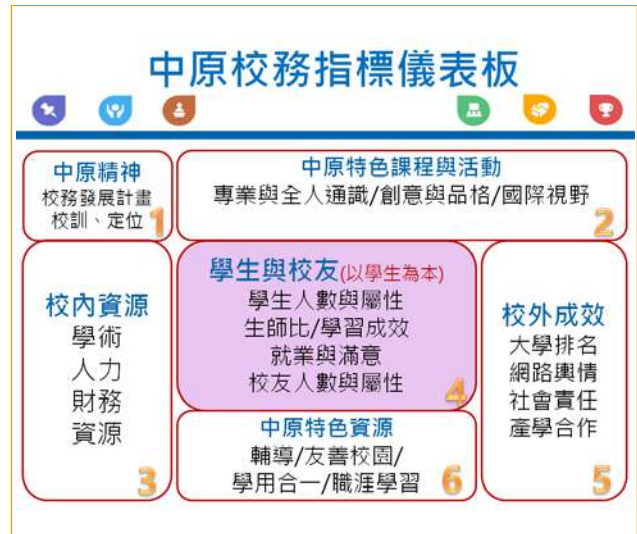 中原校務指標儀表板
中原精神
校務發展計畫
校訓、定位
1
中原特色課程與活動
專業與全人通識/創意與品格/國際視野
2
校內資源
學術
人力
財務
資源
3
學生與校友(以學生為本)
學生人數與屬性
生師比/學習成效
就業與滿意
校友人數與屬性
4
校外成效
大學排名
網路輿情
社會責任
產學合作
5
中原特色資源
輔導/友善校園/
學用合一/職涯學習
6